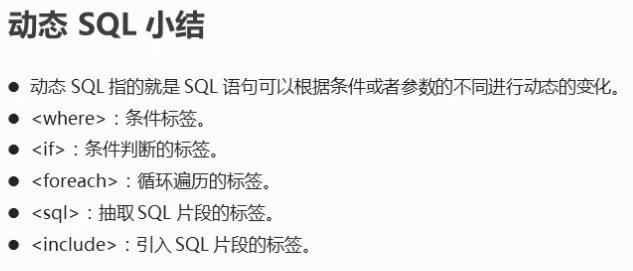 动态 SQL 小结
● 动态 SQL 指的就是 SQL 语句可以根据条件或者参数的不同进行动态的变化。
● <where>：条件标签。
● <if>：条件判断的标签。
● <foreach>：循环遍历的标签。
● <sql>：抽取 SQL 片段的标签。
● <include>：引入 SQL 片段的标签。